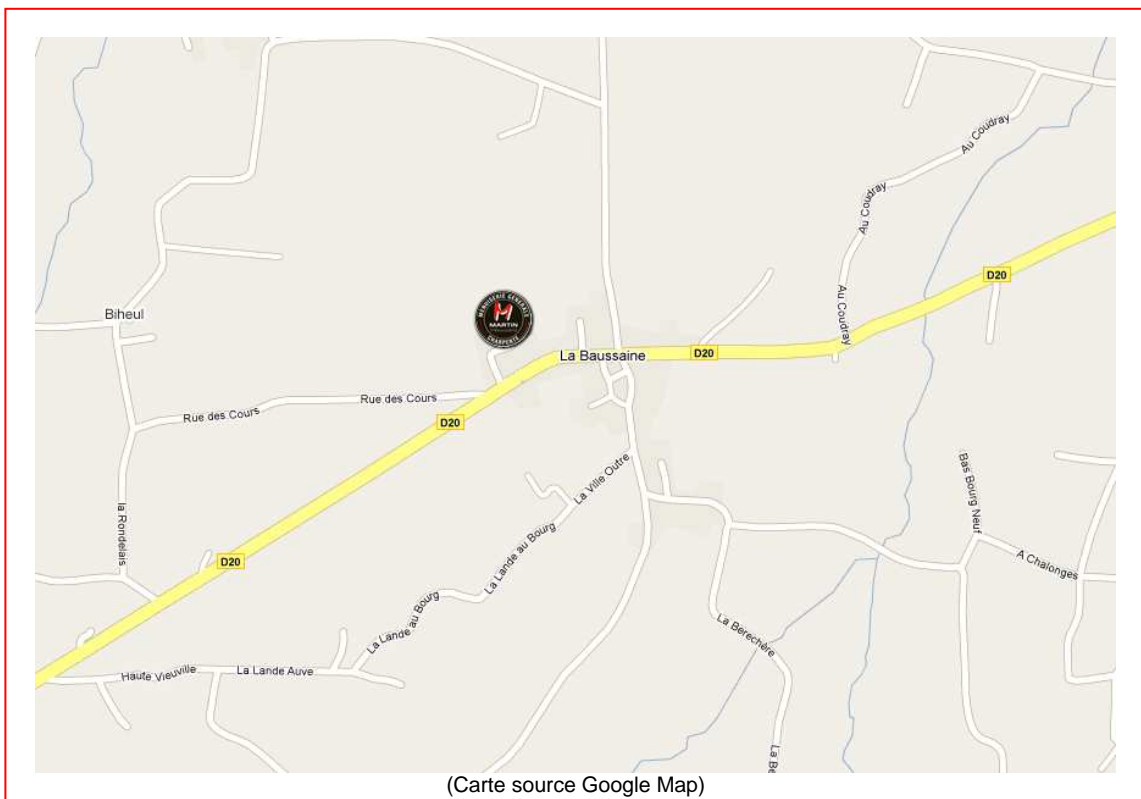 Au Coudray
Au Coudray
D20
Au Coudray
MENUISERIE GENERALE
MARTIN
CHARPENTE
Biheul
La Baussaine
D20
Rue des Cours
Rue des Cours
D20
La Ville Outre
Bas Bourg Neuf
la Rondelais
La Lande au Bourg
D20
A Chalonges
La Lande au Bourg
La Berechère
Haute Vieuville
La Lande Auve
La Be
(Carte source Google Map)